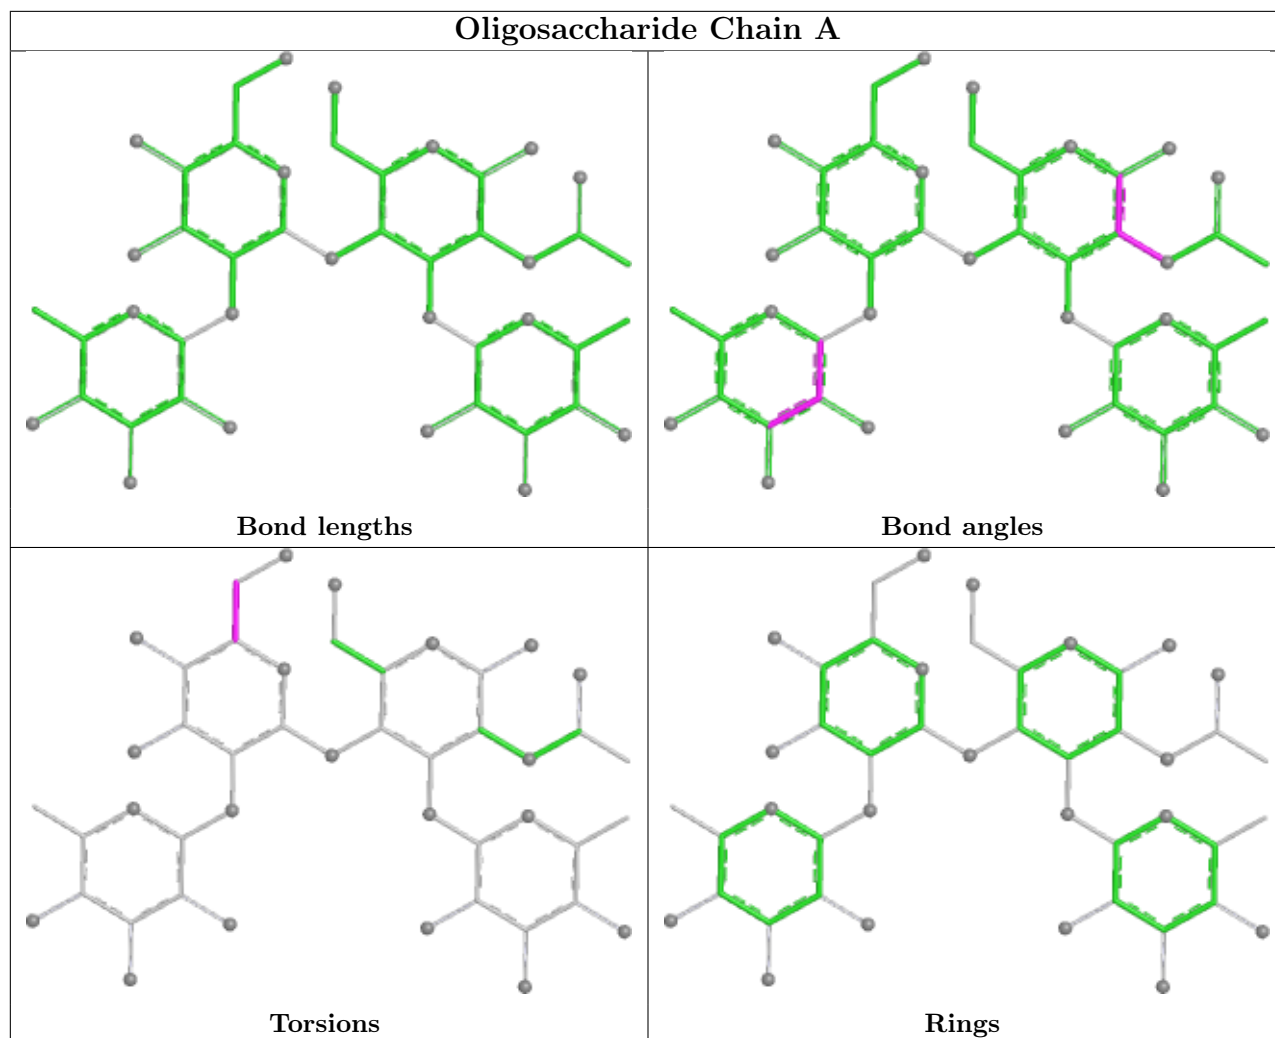 Oligosaccharide Chain A
Bond lengths
Bond angles
Torsions
Rings